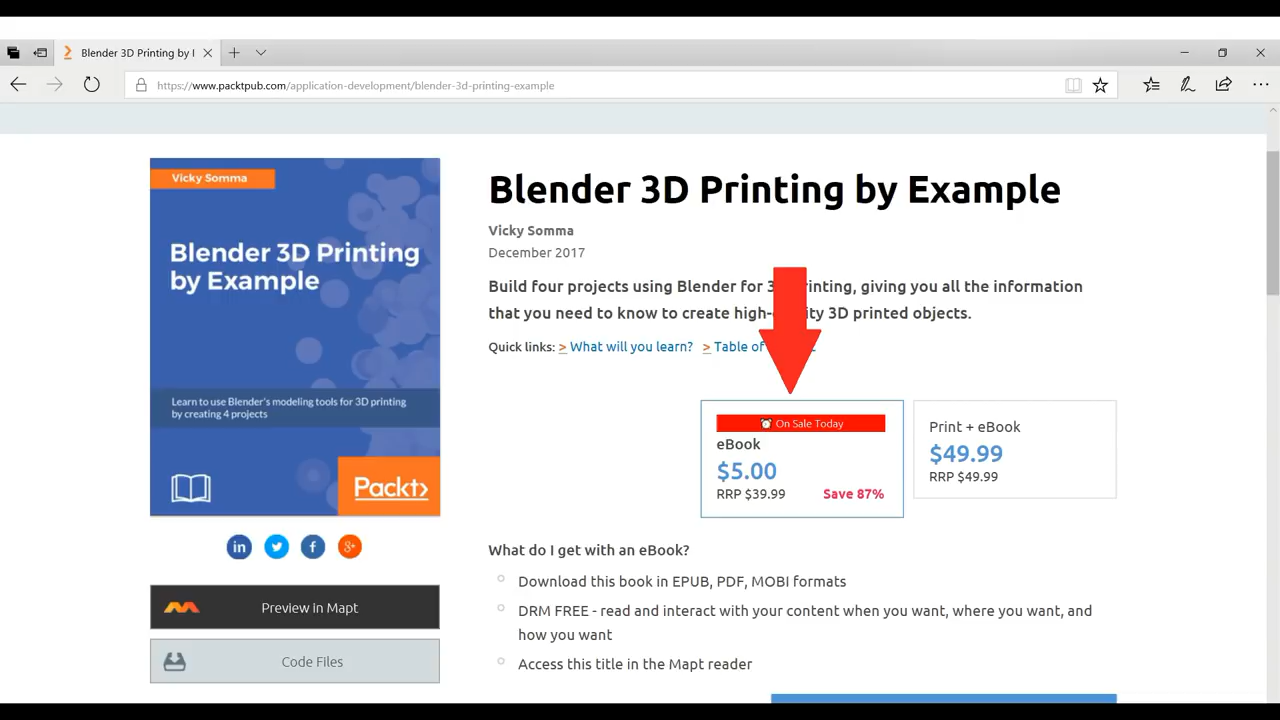 Blender 3D Printing by I
https://www.packtpub.com/application-development/blender-3d-printing-example
Vicky Somma
Blender 3D Printing
by Example
Learn to use Blender's modeling tools for 3D printing
by creating 4 projects
Packt>
Blender 3D Printing by Example
Vicky Somma
December 2017
Build four projects using Blender for 3 inting, giving you all the information
that you need to know to create high- ity 3D printed objects.
Quick links: > What will you learn? > Table of
On Sale Today
eBook
$5.00
RRP $39.99 Save 87%
Print + eBook
$49.99
RRP $49.99
in
f
g+
Preview in Mapt
Code Files
What do I get with an eBook?
Download this book in EPUB, PDF, MOBI formats
DRM FREE - read and interact with your content when you want, where you want, and
how you want
Access this title in the Mapt reader